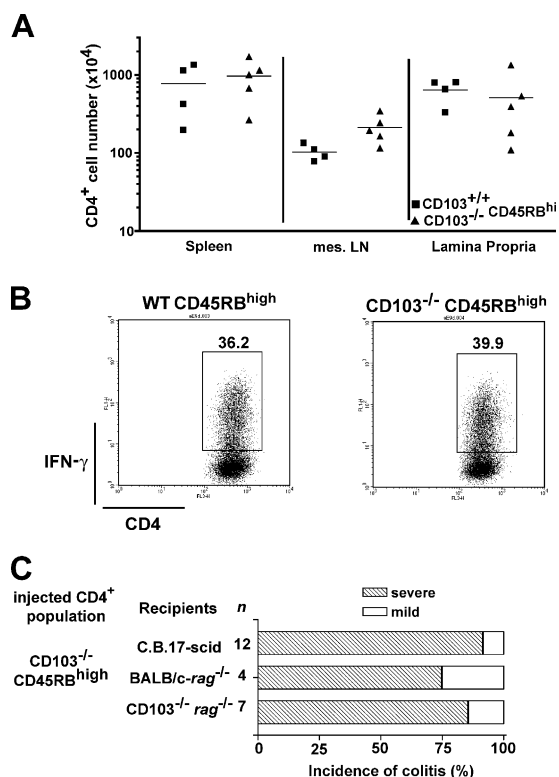 A
CD4+ cell number (x10^4)
1000
100
10
Spleen
mes. LN
Lamina Propria
CD103+/+
CD103-/- CD45RBhi
B
WT CD45RBhigh
CD103-/- CD45RBhigh
36.2
39.9
IFN-γ
CD4
FL3-H
FL3-H
C
injected CD4+
population
Recipients
n
severe
mild
CD103-/-
CD45RBhigh
C.B.17-scid 12
BALB/c-rag-/- 4
CD103-/- rag-/- 7
0 25 50 75 100
Incidence of colitis (%)